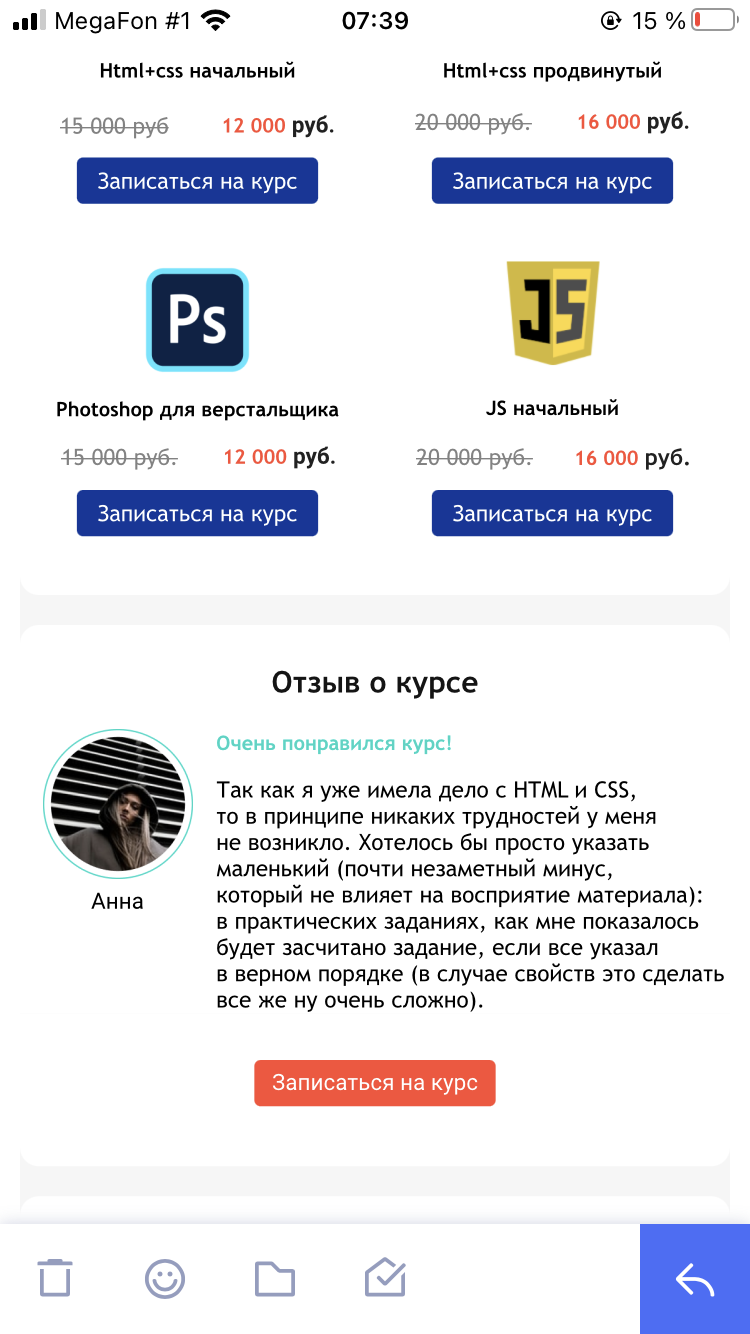 MegaFon #1 07:39 15 %
Html+css начальный Html+css продвинутый
15 000 руб 12 000 руб. 20 000 руб. 16 000 руб.
Записаться на курс Записаться на курс
Ps JS
Photoshop для верстальщика JS начальный
15 000 руб. 12 000 руб. 20 000 руб. 16 000 руб.
Записаться на курс Записаться на курс
Отзыв о курсе
Очень понравился курс!
Так как я уже имела дело с HTML и CSS,
то в принципе никаких трудностей у меня
не возникло. Хотелось бы просто указать
маленький (почти незаметный минус,
который не влияет на восприятие материала):
в практических заданиях, как мне показалось
будет засчитано задание, если все указал
в верном порядке (в случае свойств это сделать
все же ну очень сложно).
Анна
Записаться на курс